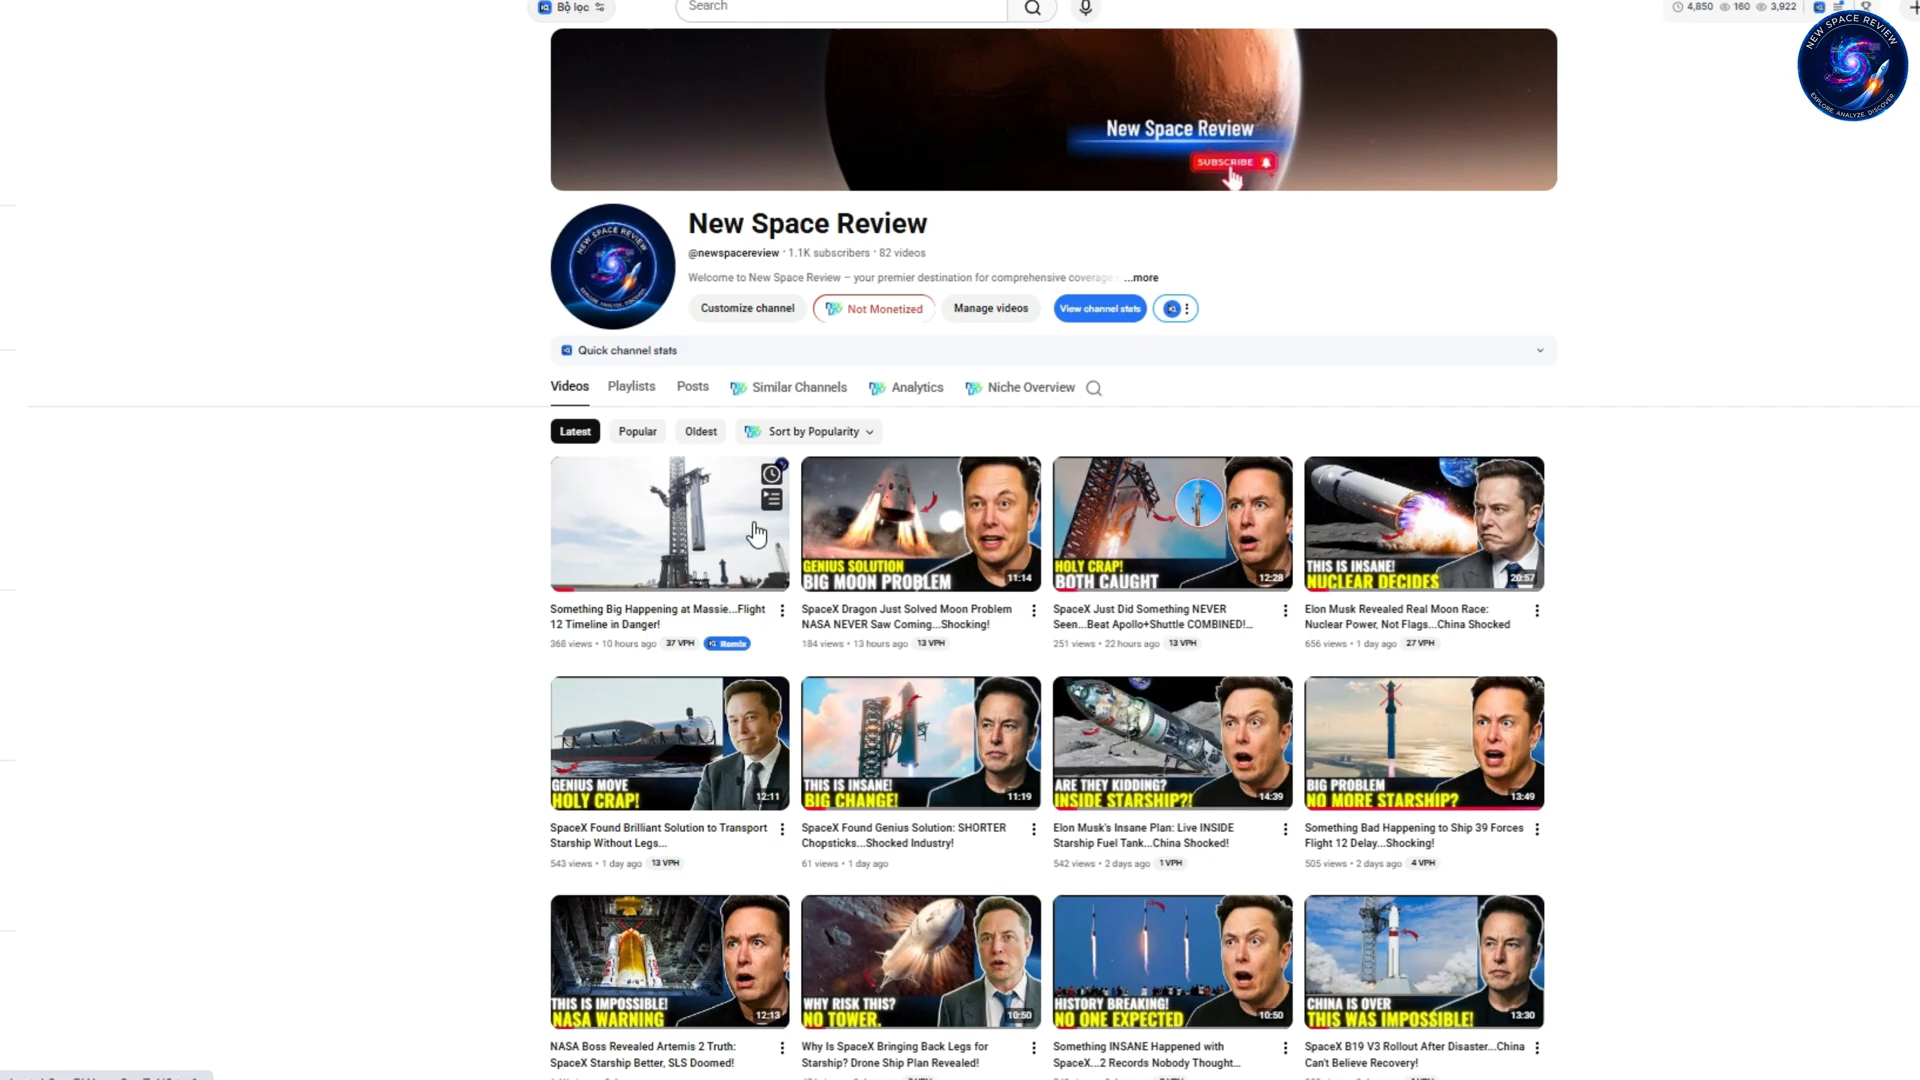 Bộ lọc
Search
4,850 160 3,922
NEW SPACE REVIEW
EXPLORE. ANALYZE. DISCOVER
New Space Review
SUBSCRIBE
NEW SPACE REVIEW
New Space Review
@newspacereview · 1.1K subscribers · 82 videos
Welcome to New Space Review – your premier destination for comprehensive coverage ...more
Customize channel Not Monetized Manage videos View channel stats
Quick channel stats
Videos Playlists Posts Similar Channels Analytics Niche Overview
Latest Popular Oldest Sort by Popularity
GENIUS SOLUTION
BIG MOON PROBLEM
11:14
HOLY CRAP!
BOTH CAUGHT
12:28
THIS IS INSANE!
NUCLEAR DECIDES
20:57
Something Big Happening at Massie...Flight
12 Timeline in Danger!
368 views • 10 hours ago 37 VPH Remix
SpaceX Dragon Just Solved Moon Problem
NASA NEVER Saw Coming...Shocking!
184 views • 13 hours ago 13 VPH
SpaceX Just Did Something NEVER
Seen...Beat Apollo+Shuttle COMBINED!...
251 views • 22 hours ago 13 VPH
Elon Musk Revealed Real Moon Race:
Nuclear Power, Not Flags...China Shocked
656 views • 1 day ago 27 VPH
GENIUS MOVE
HOLY CRAP!
12:11
THIS IS INSANE!
BIG CHANGE!
11:19
ARE THEY KIDDING?
INSIDE STARSHIP?!
14:39
BIG PROBLEM
NO MORE STARSHIP?
13:49
SpaceX Found Brilliant Solution to Transport
Starship Without Legs...
543 views • 1 day ago 13 VPH
SpaceX Found Genius Solution: SHORTER
Chopsticks...Shocked Industry!
61 views • 1 day ago
Elon Musk's Insane Plan: Live INSIDE
Starship Fuel Tank...China Shocked!
542 views • 2 days ago 1 VPH
Something Bad Happening to Ship 39 Forces
Flight 12 Delay...Shocking!
505 views • 2 days ago 4 VPH
THIS IS IMPOSSIBLE!
NASA WARNING
12:13
WHY RISK THIS?
NO TOWER.
10:50
HISTORY BREAKING!
NO ONE EXPECTED
10:50
CHINA IS OVER
THIS WAS IMPOSSIBLE!
13:30
NASA Boss Revealed Artemis 2 Truth:
SpaceX Starship Better, SLS Doomed!
Why Is SpaceX Bringing Back Legs for
Starship? Drone Ship Plan Revealed!
Something INSANE Happened with
SpaceX...2 Records Nobody Thought...
SpaceX B19 V3 Rollout After Disaster...China
Can't Believe Recovery!